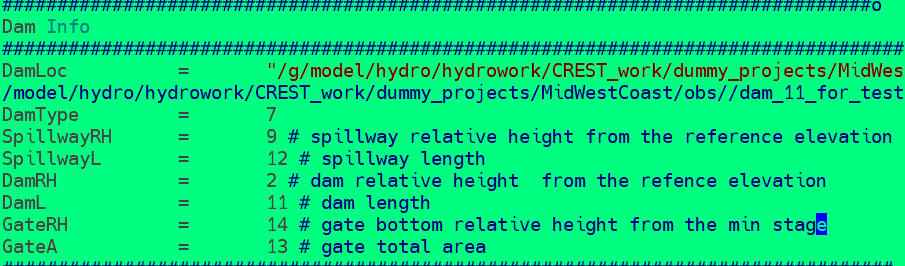 ###############################################################################o
Dam Info
##################################################################################
DamLoc          =       "/g/model/hydro/hydrowork/CREST_work/dummy_projects/MidWes
/model/hydro/hydrowork/CREST_work/dummy_projects/MidWestCoast/obs//dam_11_for_test
DamType         =       7
SpillwayRH      =       9 # spillway relative height from the reference elevation
SpillwayL       =       12 # spillway length
DamRH           =       2 # dam relative height  from the refence elevation
DamL            =       11 # dam length
GateRH          =       14 # gate bottom relative height from the min stage
GateA           =       13 # gate total area
#################################################################################